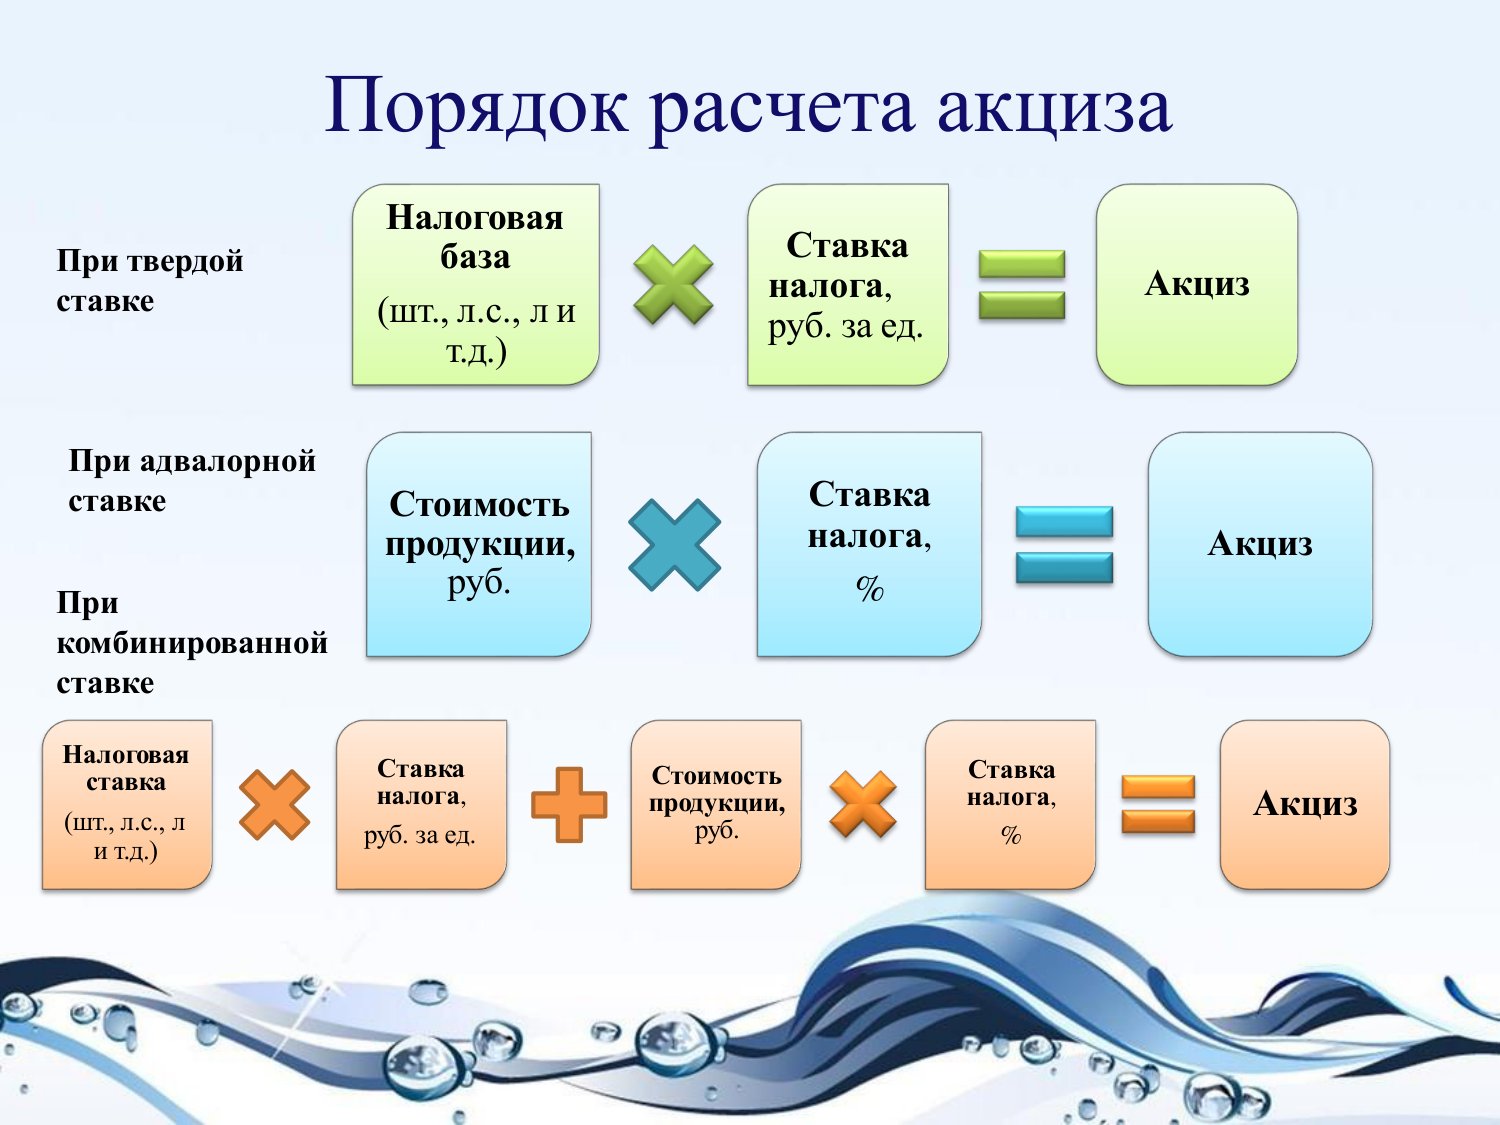 Порядок расчета акциза
При твердой
ставке
Налоговая
база
(шт., л.с., л и
т.д.)
Ставка
налога,
руб. за ед.
Акциз
При адвалорной
ставке
Стоимость
продукции,
руб.
Ставка
налога,
%
Акциз
При
комбинированной
ставке
Налоговая
ставка
(шт., л.с., л
и т.д.)
Ставка
налога,
руб. за ед.
Стоимость
продукции,
руб.
Ставка
налога,
%
Акциз